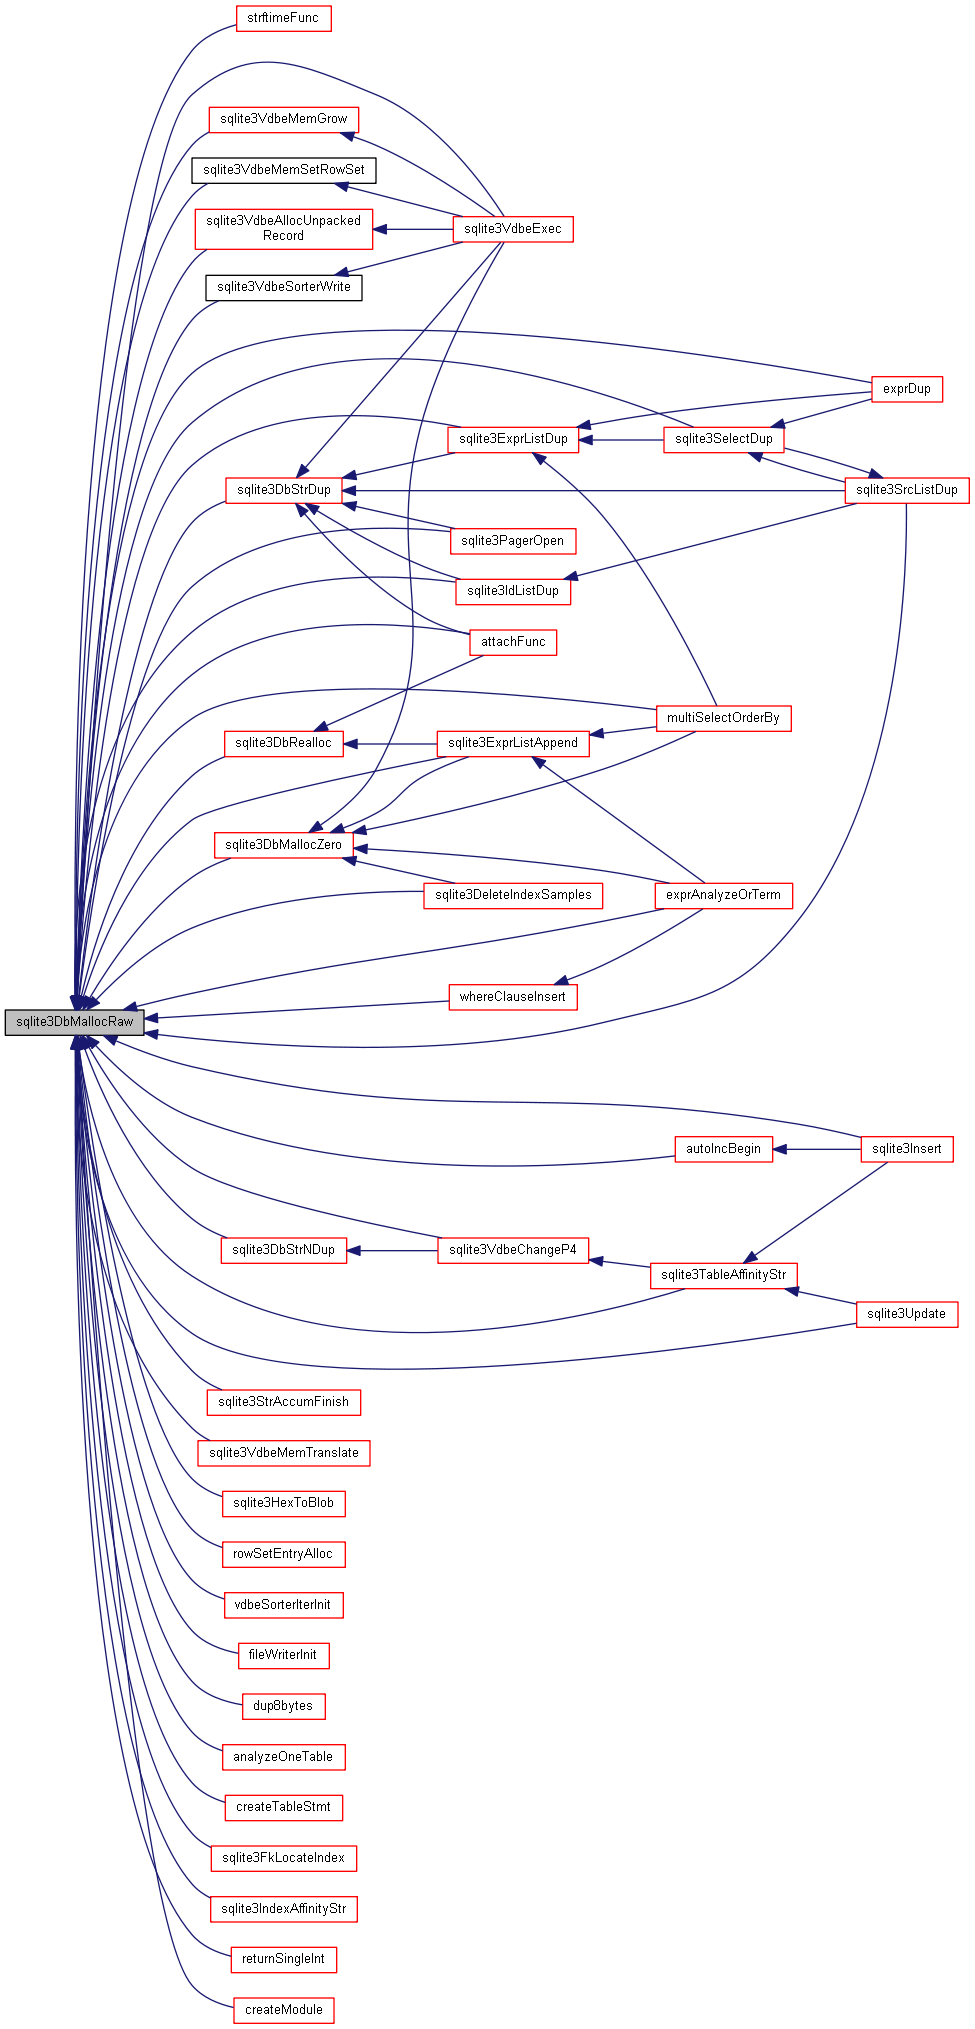 strftimeFunc
sqlite3VdbeMemGrow
sqlite3VdbeMemSetRowSet
sqlite3VdbeAllocUnpacked
Record
sqlite3VdbeExec
sqlite3VdbeSorterWrite
exprDup
sqlite3ExprListDup
sqlite3SelectDup
sqlite3DbStrDup
sqlite3SrcListDup
sqlite3PagerOpen
sqlite3IdListDup
attachFunc
multiSelectOrderBy
sqlite3DbRealloc
sqlite3ExprListAppend
sqlite3DbMallocZero
sqlite3DeleteIndexSamples
exprAnalyzeOrTerm
whereClauseInsert
sqlite3DbMallocRaw
autoIncBegin
sqlite3Insert
sqlite3DbStrNDup
sqlite3VdbeChangeP4
sqlite3TableAffinityStr
sqlite3Update
sqlite3StrAccumFinish
sqlite3VdbeMemTranslate
sqlite3HexToBlob
rowSetEntryAlloc
vdbeSorterIterInit
fileWriterInit
dup8bytes
analyzeOneTable
createTableStmt
sqlite3FkLocateIndex
sqlite3IndexAffinityStr
returnSingleInt
createModule